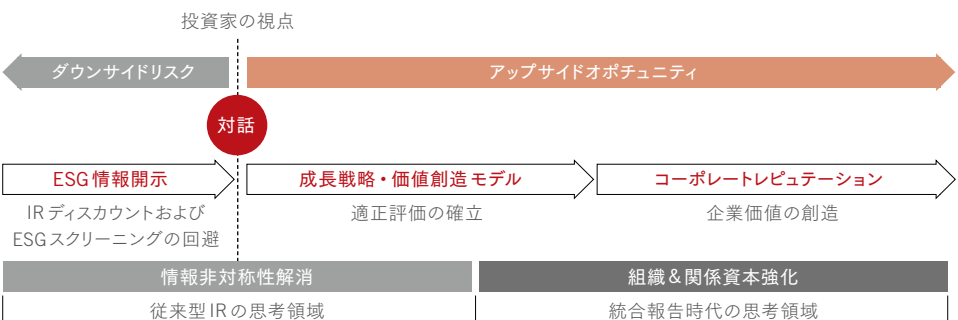 投資家の視点
ダウンサイドリスク
アップサイドオポチュニティ
対話
ESG情報開示
成長戦略・価値創造モデル
コーポレートレピュテーション
IRディスカウントおよび
ESGスクリーニングの回避
適正評価の確立
企業価値の創造
情報非対称性解消
組織&関係資本強化
従来型IRの思考領域
統合報告時代の思考領域